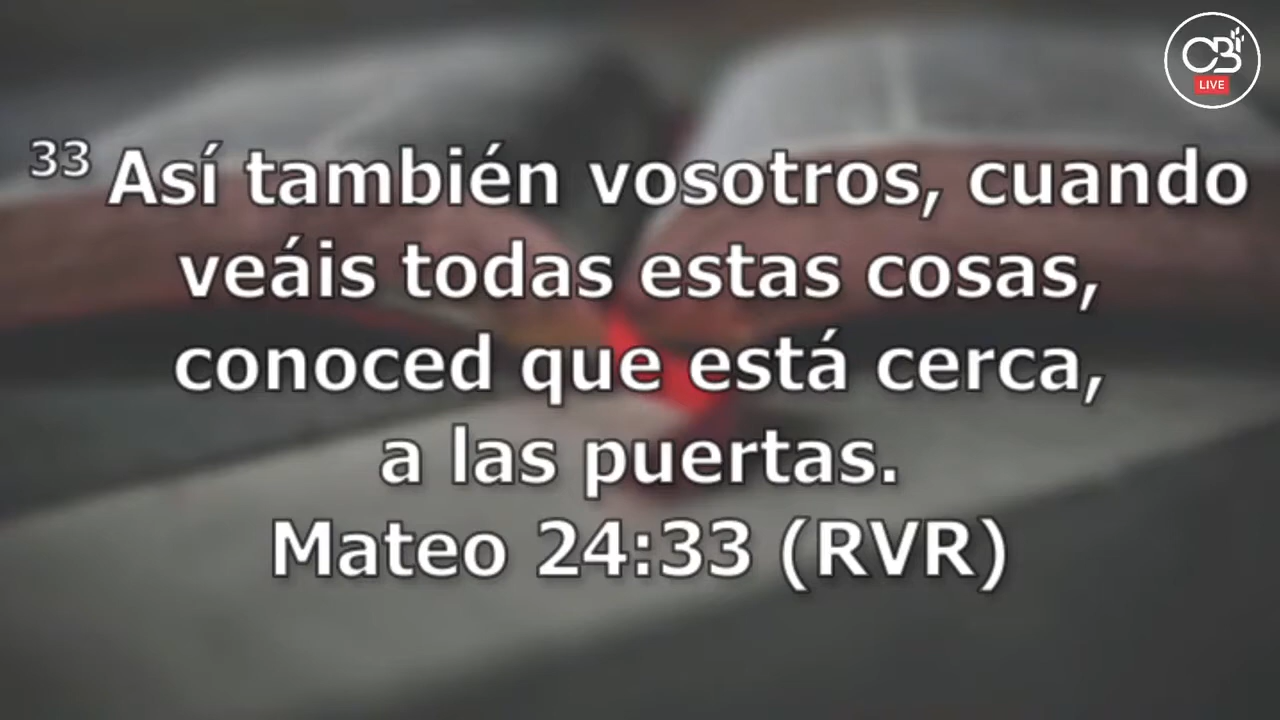 CBi
LIVE
33 Así también vosotros, cuando
veáis todas estas cosas,
conoced que está cerca,
a las puertas.
Mateo 24:33 (RVR)